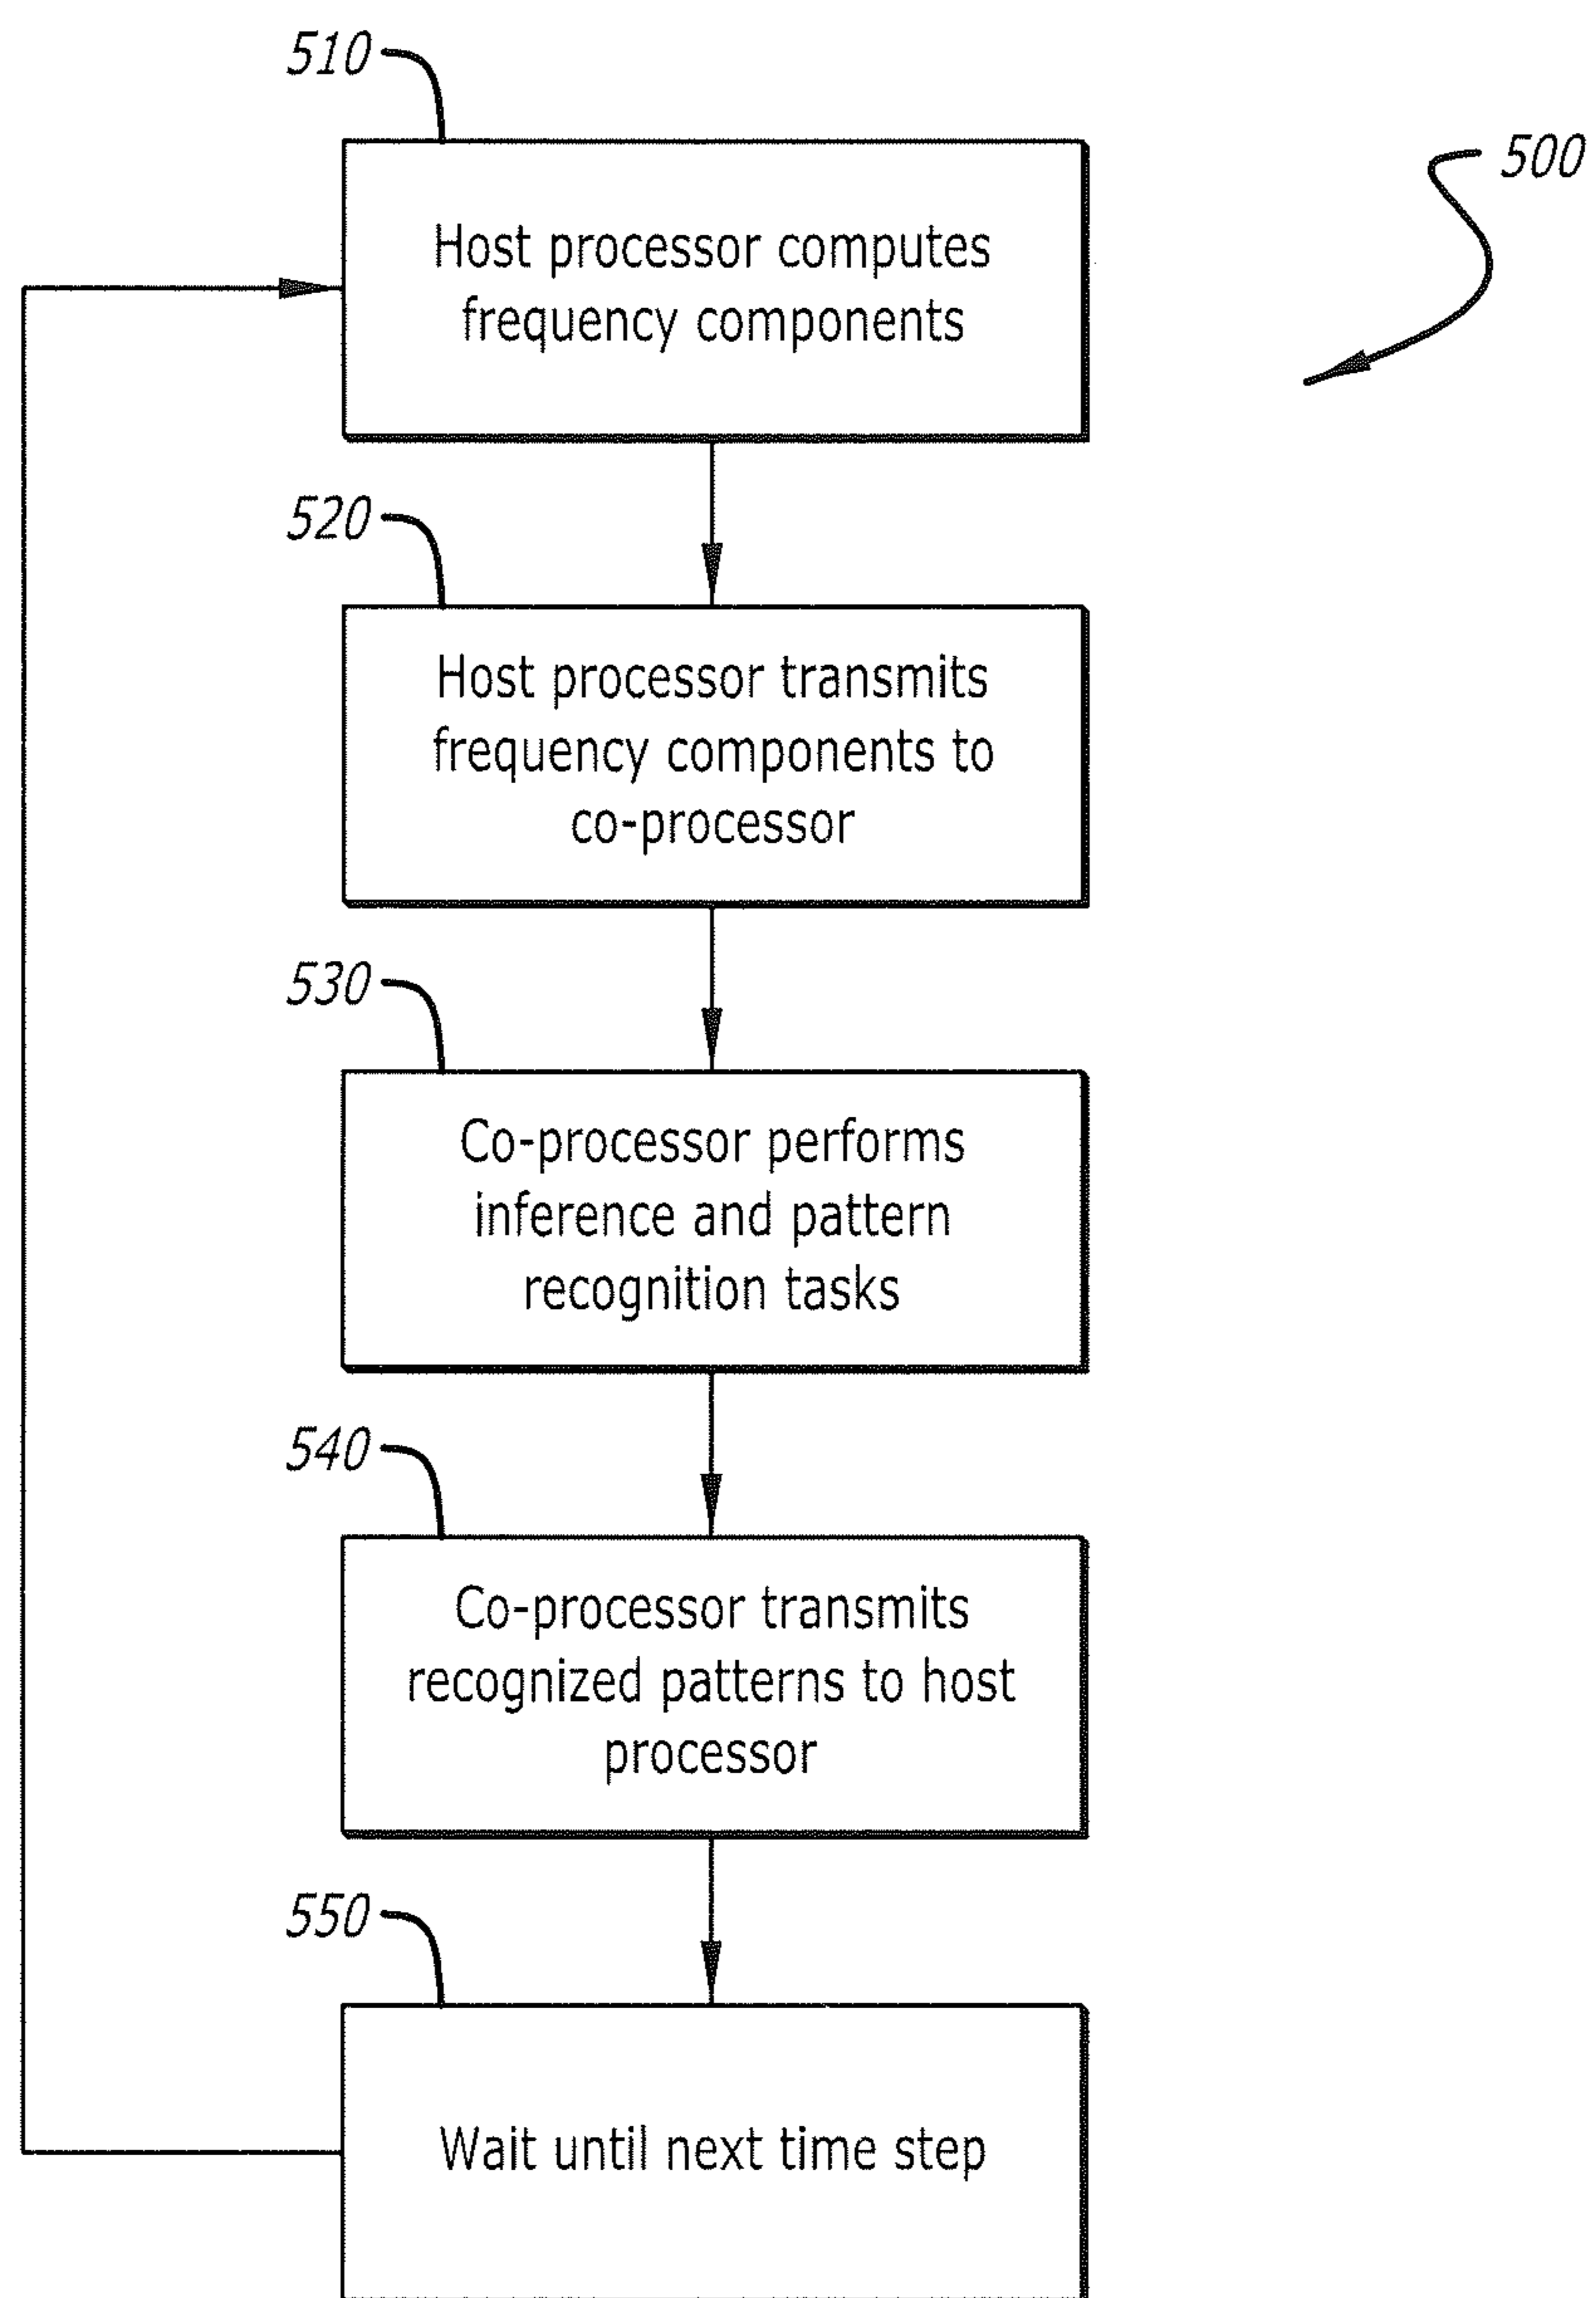 510
500
Host processor computes
frequency components
520
Host processor transmits
frequency components to
co-processor
530
Co-processor performs
inference and pattern
recognition tasks
540
Co-processor transmits
recognized patterns to host
processor
550
Wait until next time step